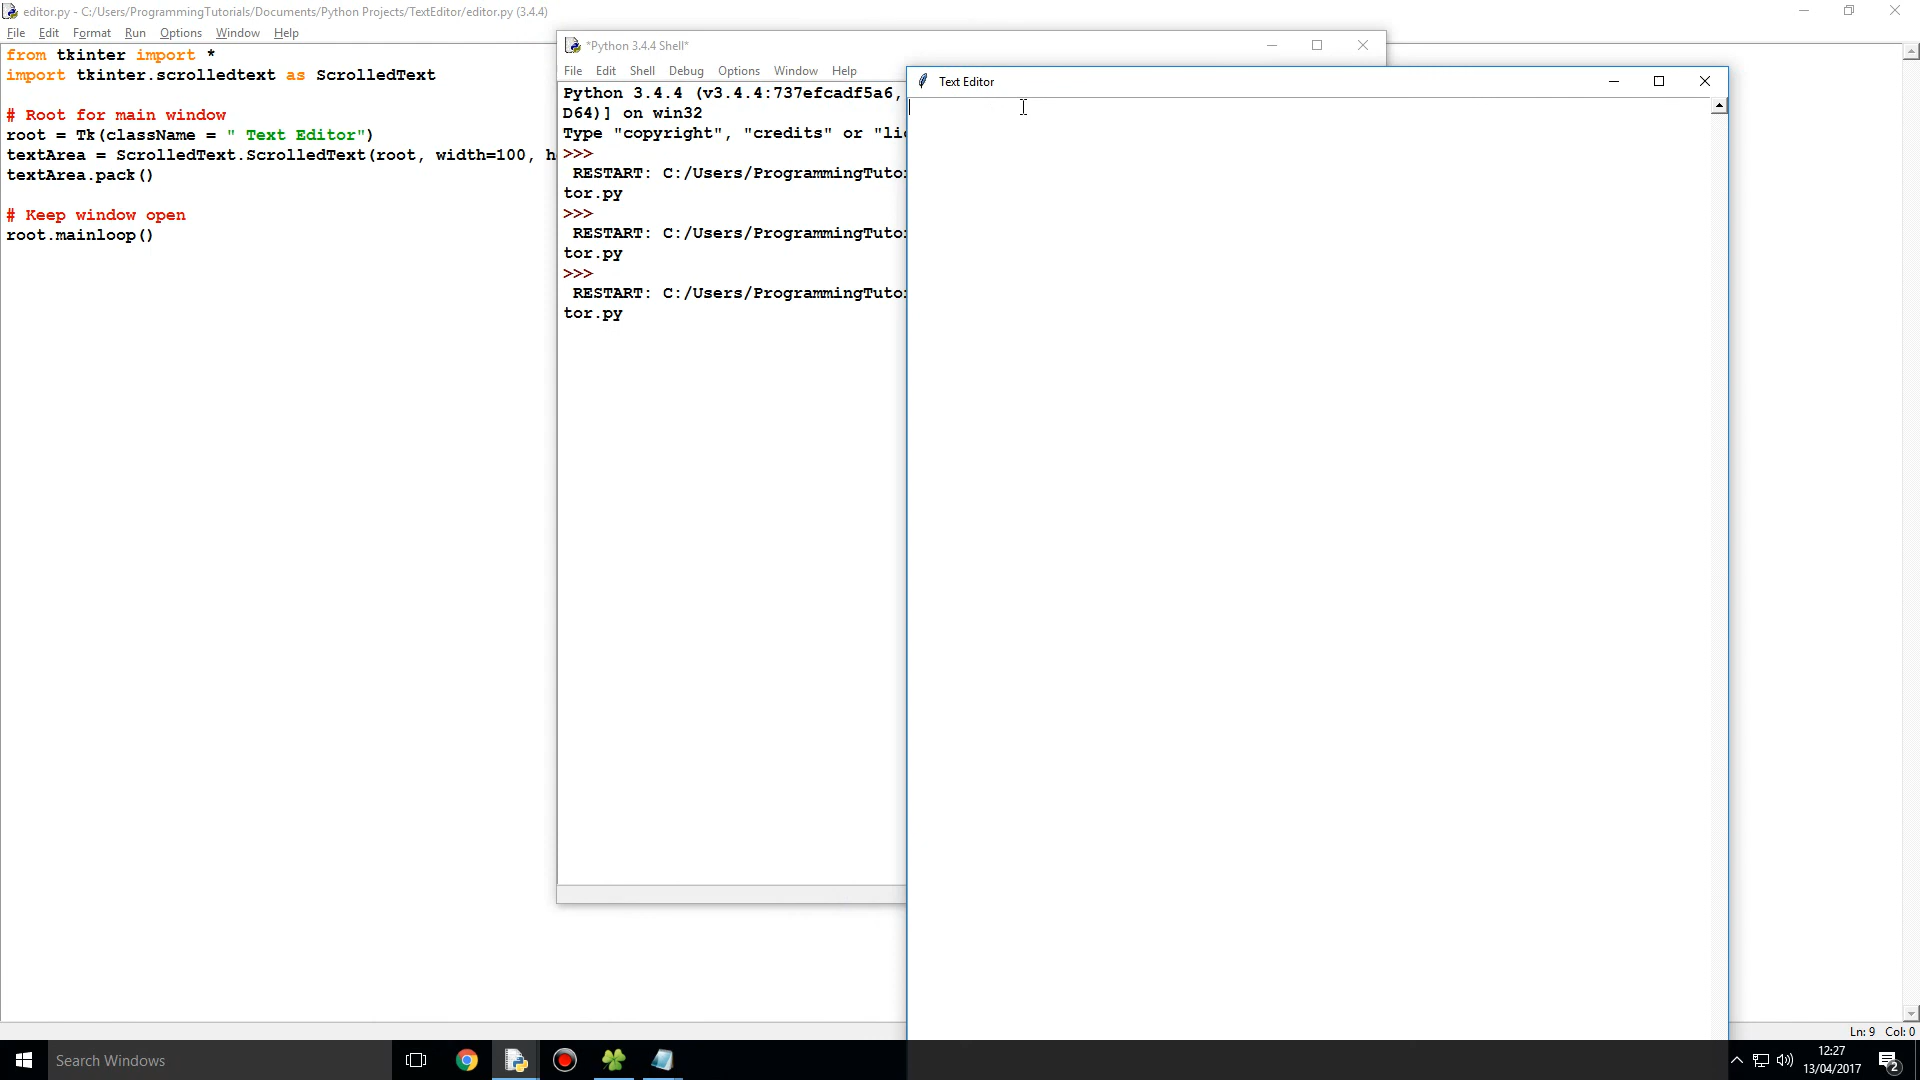 editor.py - C:/Users/ProgrammingTutorials/Documents/Python Projects/TextEditor/editor.py (3.4.4)
File Edit Format Run Options Window Help
from tkinter import *
import tkinter.scrolledtext as ScrolledText
# Root for main window
root = Tk(className = " Text Editor")
textArea = ScrolledText.ScrolledText(root, width=100, h
textArea.pack()
# Keep window open
root.mainloop()
*Python 3.4.4 Shell*
File Edit Shell Debug Options Window Help
Python 3.4.4 (v3.4.4:737efcadf5a6,
D64)] on win32
Type "copyright", "credits" or "lic
>>>
RESTART: C:/Users/ProgrammingTutor
tor.py
>>>
RESTART: C:/Users/ProgrammingTutor
tor.py
>>>
RESTART: C:/Users/ProgrammingTutor
tor.py
Text Editor
Ln: 9 Col: 0
Search Windows
12:27
13/04/2017
2